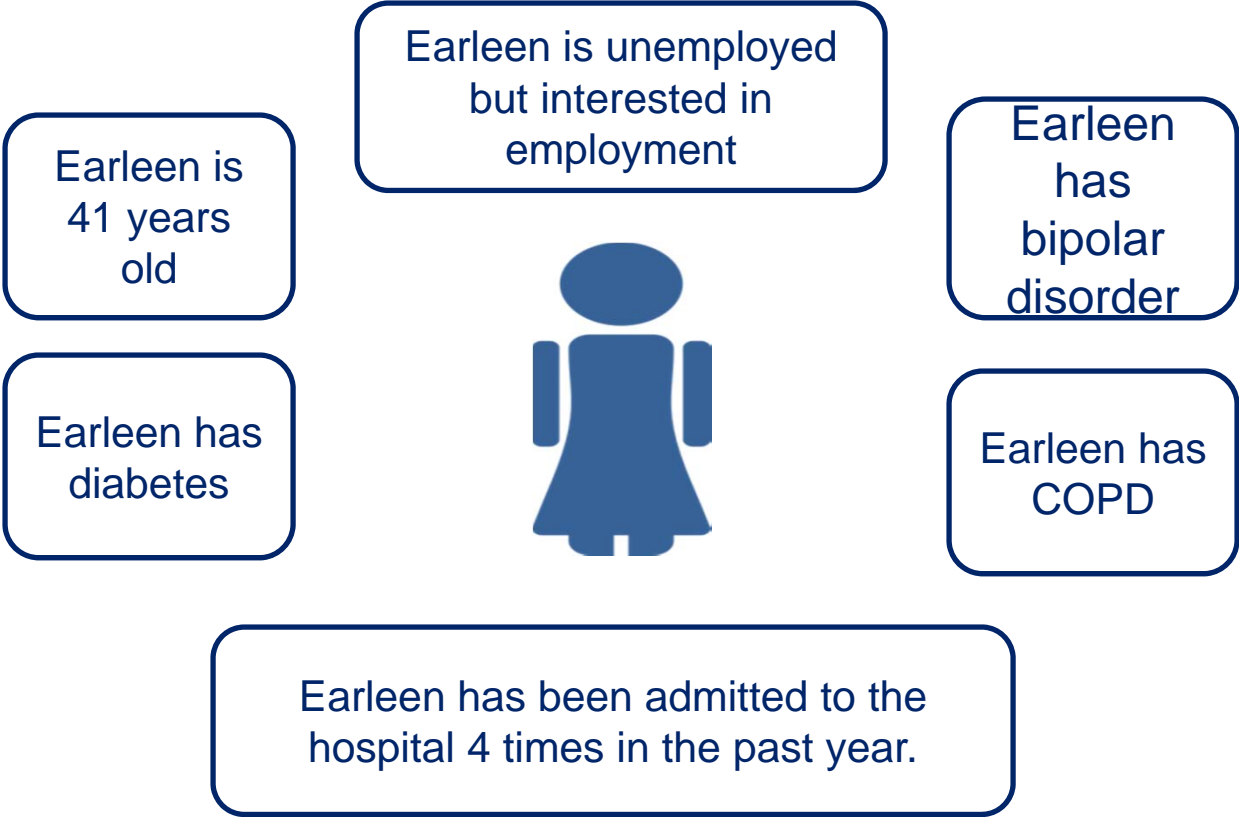 Earleen is unemployed
but interested in
employment
Earleen is
41 years
old
Earleen
has
bipolar
disorder
Earleen has
diabetes
Earleen has
COPD
Earleen has been admitted to the
hospital 4 times in the past year.